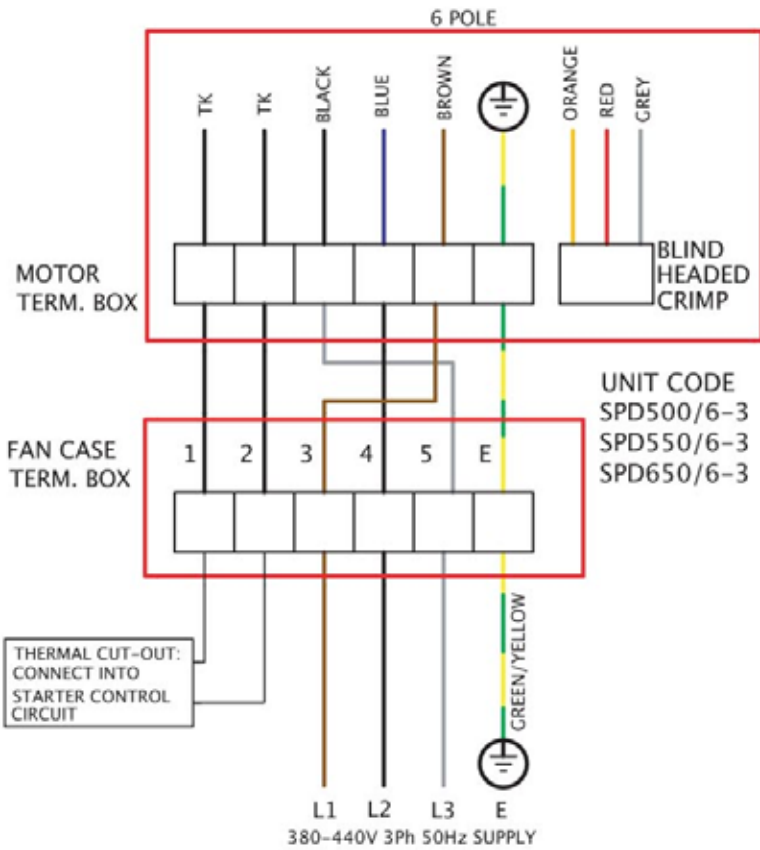 6 POLE
TK
TK
BLACK
BLUE
BROWN
ORANGE
RED
GREY
MOTOR
TERM. BOX
BLIND
HEADED
CRIMP
UNIT CODE
SPD500/6-3
SPD550/6-3
SPD650/6-3
FAN CASE
TERM. BOX
1 2 3 4 5 E
THERMAL CUT-OUT:
CONNECT INTO
STARTER CONTROL
CIRCUIT
GREEN/YELLOW
L1 L2 L3 E
380-440V 3Ph 50Hz SUPPLY